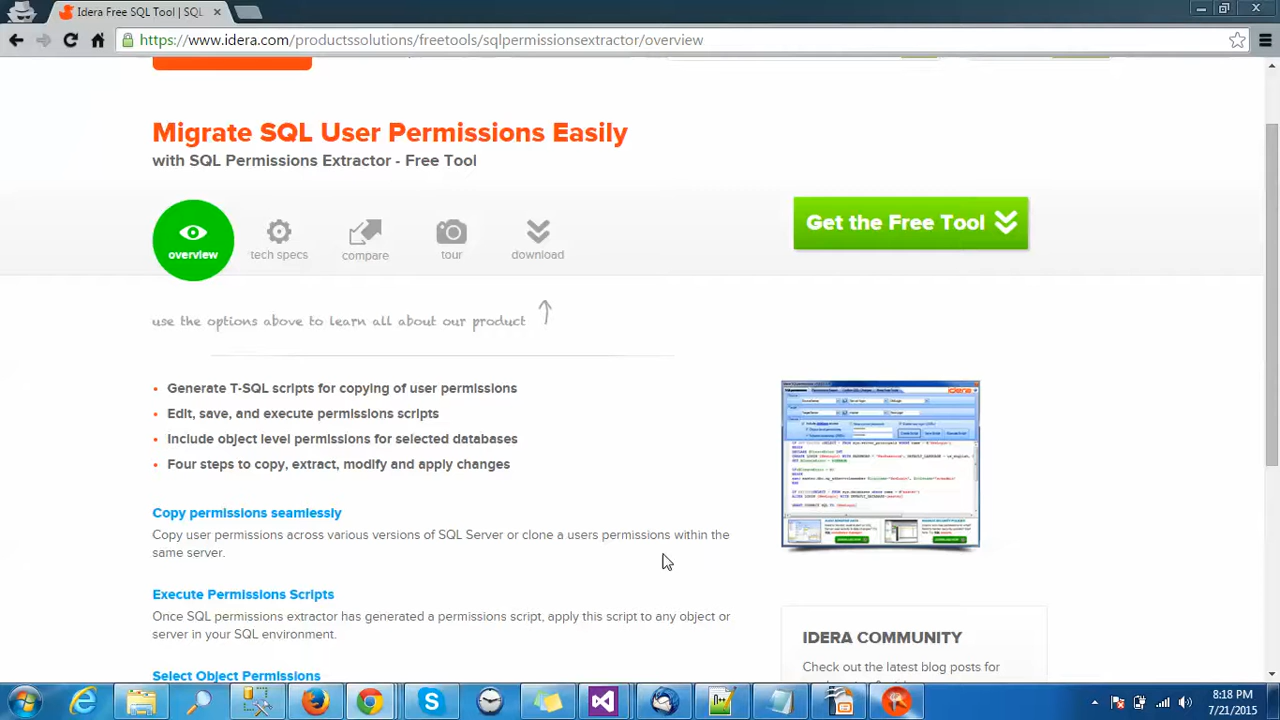 Idera Free SQL Tool | SQL
https://www.idera.com/productssolutions/freetools/sqlpermissionsextractor/overview
Migrate SQL User Permissions Easily
with SQL Permissions Extractor - Free Tool
overview
tech specs
compare
tour
download
Get the Free Tool
use the options above to learn all about our product
• Generate T-SQL scripts for copying of user permissions
• Edit, save, and execute permissions scripts
• Include object level permissions for selected databases
• Four steps to copy, extract, modify and apply changes
Copy permissions seamlessly
Copy user permissions across various versions of SQL Server or between permissions within the
same server.
Execute Permissions Scripts
Once SQL permissions extractor has generated a permissions script, apply this script to any object or
server in your SQL environment.
Select Object Permissions
idera
IDERA COMMUNITY
Check out the latest blog posts for
8:18 PM
7/21/2015